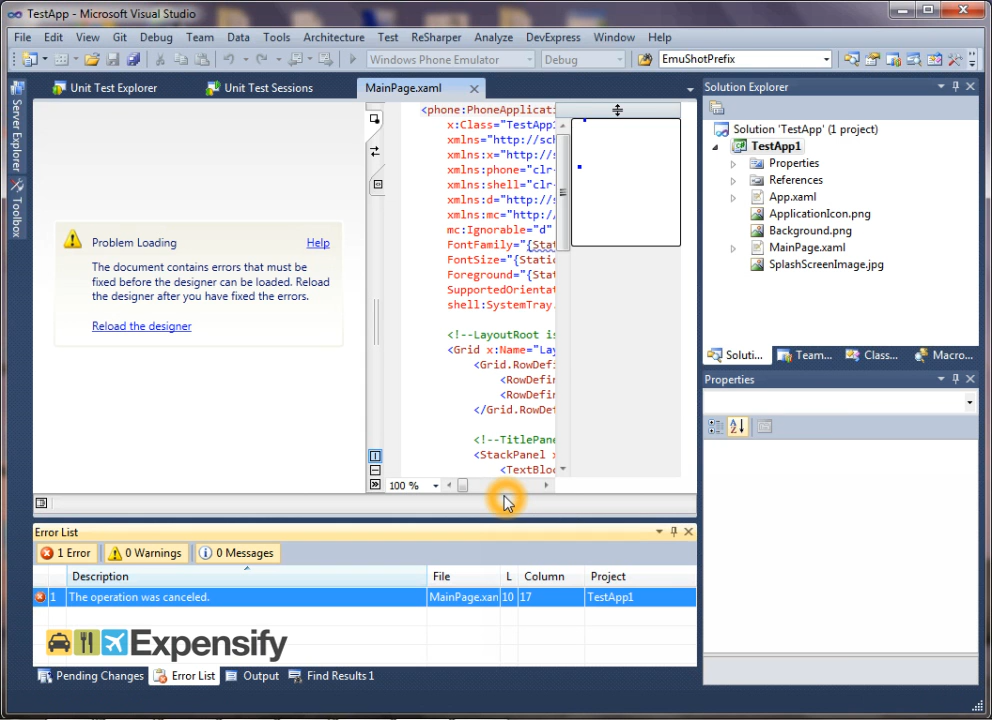 TestApp - Microsoft Visual Studio
File Edit View Git Debug Team Data Tools Architecture Test ReSharper Analyze DevExpress Window Help
Windows Phone Emulator Debug EmuShotPrefix
Server Explorer
Toolbox
Unit Test Explorer Unit Test Sessions MainPage.xaml
Problem Loading Help
The document contains errors that must be
fixed before the designer can be loaded. Reload
the designer after you have fixed the errors.
Reload the designer
<phone:PhoneApplicati
x:Class="TestApp1
xmlns="http://sch
xmlns:x="http://s
xmlns:phone="clr-
xmlns:shell="clr-
xmlns:d="http://s
xmlns:mc="http:/
mc:Ignorable="d"
FontFamily="{Stat
FontSize="{Static
Foreground="{Stat
SupportedOrientat
shell:SystemTray.
<!--LayoutRoot is
<Grid x:Name="Lay
<Grid.RowDefi
<RowDefin
<RowDefin
</Grid.RowDef
<!--TitlePane
<StackPanel x
<TextBloc
100 %
Solution Explorer
Solution 'TestApp' (1 project)
TestApp1
Properties
References
App.xaml
ApplicationIcon.png
Background.png
MainPage.xaml
SplashScreenImage.jpg
Soluti... Team... Class... Macro...
Properties
Error List
1 Error 0 Warnings 0 Messages
Description File L Column Project
1 The operation was canceled. MainPage.xam 10 17 TestApp1
Expensify
Pending Changes Error List Output Find Results 1